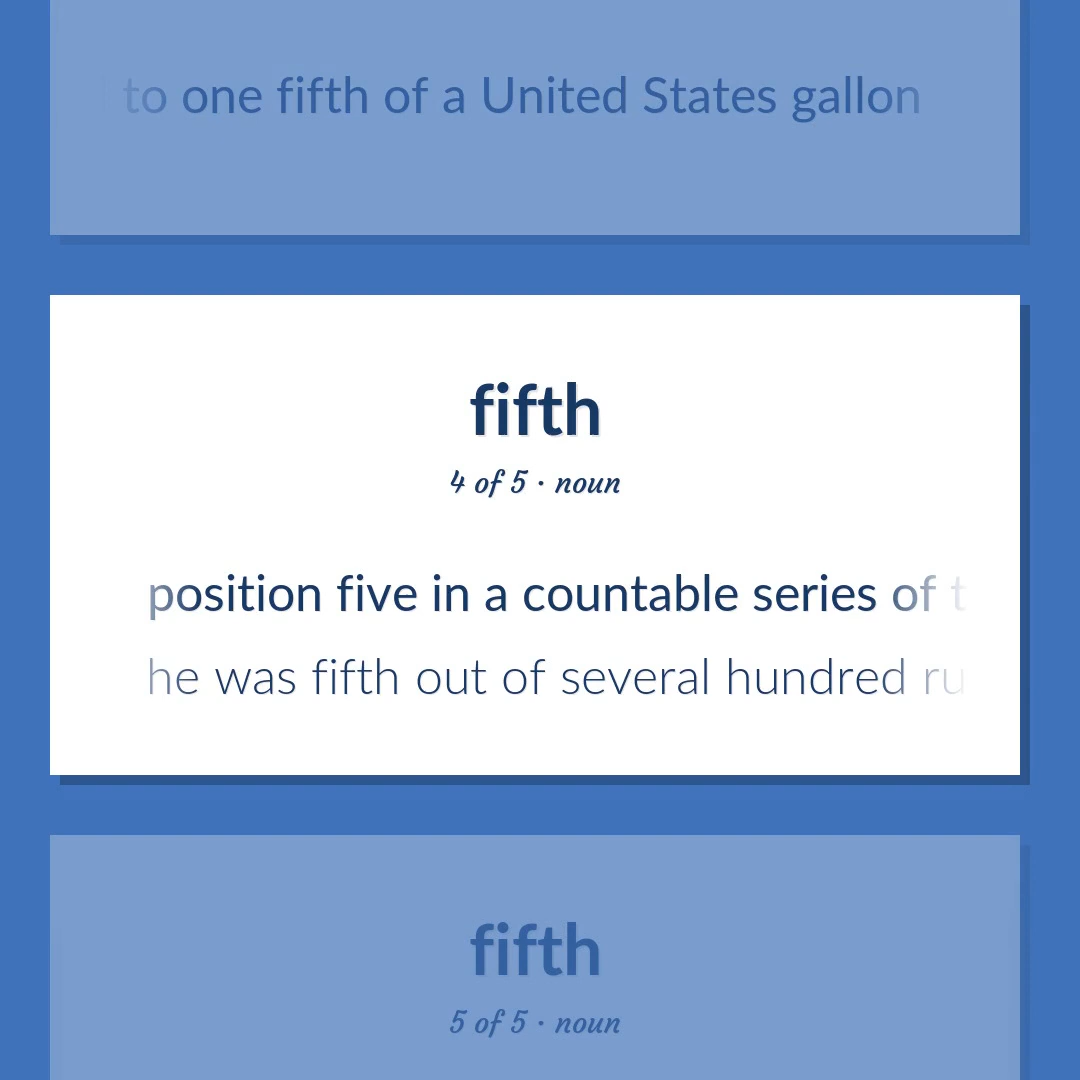 to one fifth of a United States gallon
fifth
4 of 5 · noun
position five in a countable series of
he was fifth out of several hundred
fifth
5 of 5 · noun